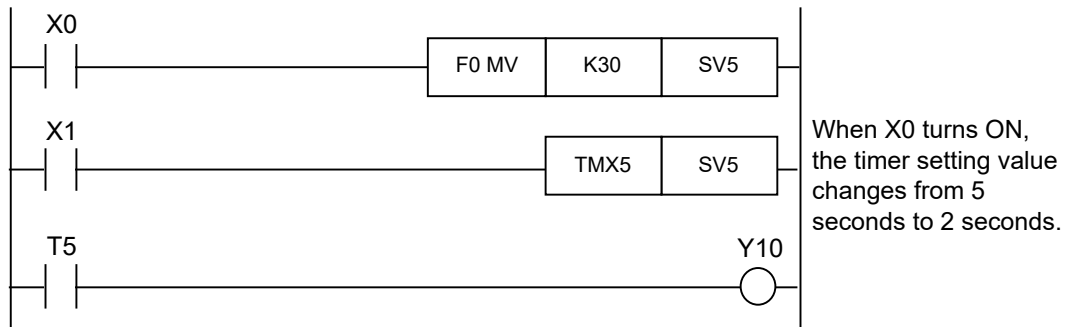 X0
F0 MV K30 SV5
X1
TMX5 SV5
When X0 turns ON,
the timer setting value
changes from 5
seconds to 2 seconds.
T5
Y10